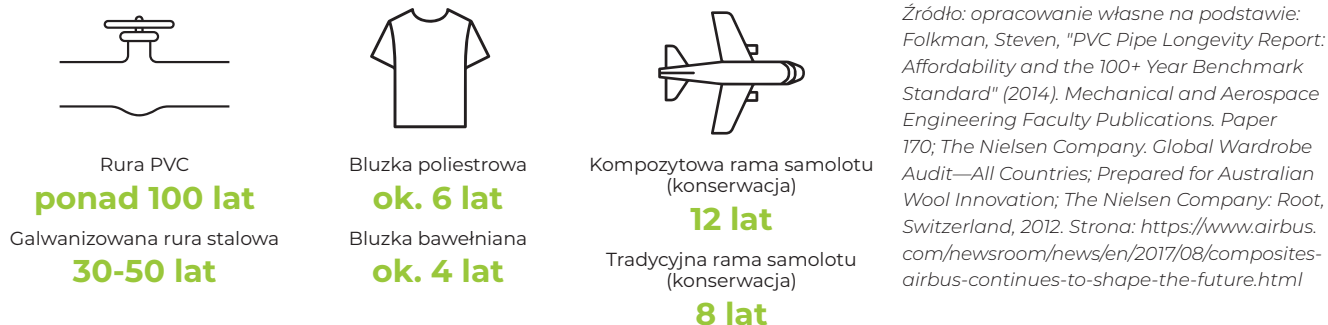 Rura PVC
ponad 100 lat
Galwanizowana rura stalowa
30-50 lat
Bluzka poliestrowa
ok. 6 lat
Bluzka bawełniana
ok. 4 lat
Kompozytowa rama samolotu
(konserwacja)
12 lat
Tradycyjna rama samolotu
(konserwacja)
8 lat
Źródło: opracowanie własne na podstawie:
Folkman, Steven, "PVC Pipe Longevity Report:
Affordability and the 100+ Year Benchmark
Standard" (2014). Mechanical and Aerospace
Engineering Faculty Publications. Paper
170; The Nielsen Company. Global Wardrobe
Audit—All Countries; Prepared for Australian
Wool Innovation; The Nielsen Company: Root,
Switzerland, 2012. Strona: https://www.airbus.
com/newsroom/news/en/2017/08/composites-
airbus-continues-to-shape-the-future.html